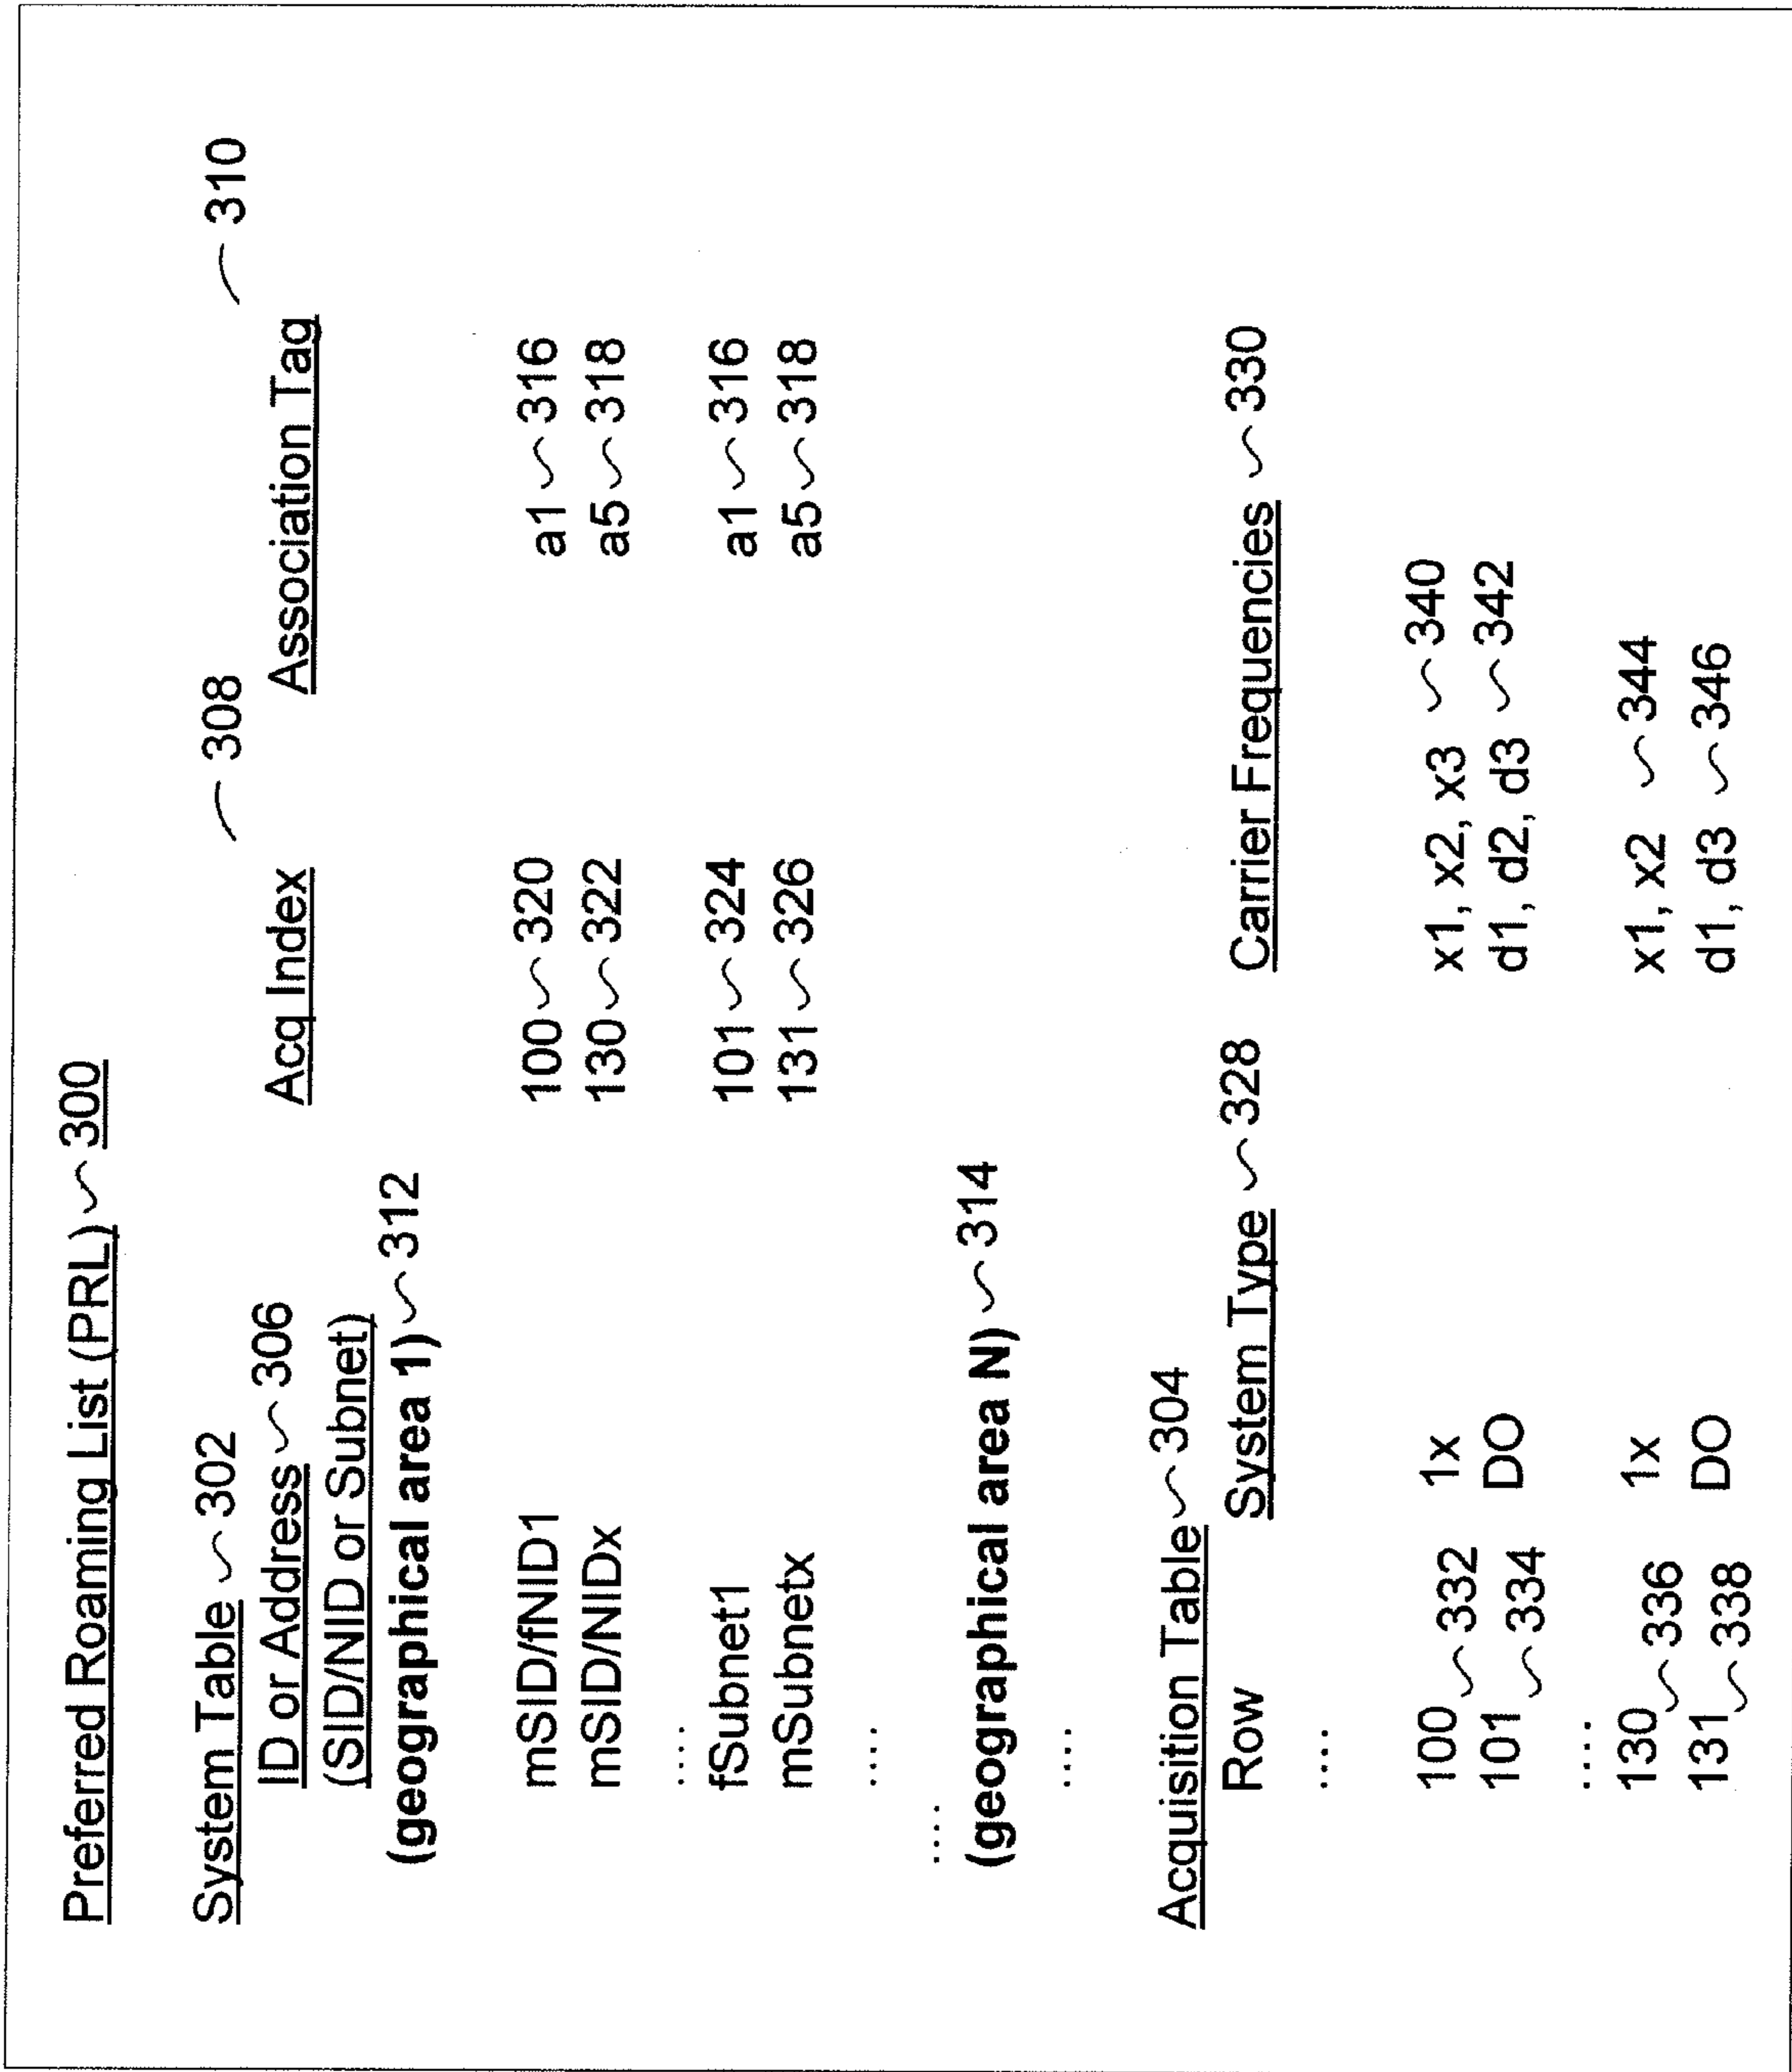 Preferred Roaming List (PRL) ~ 300
System Table ~ 302
308
310
ID or Address ~ 306 Acq Index Association Tag
(SID/NID or Subnet)
(geographical area 1) ~ 312
mSID/fNID1 100 ~ 320 a1 ~ 316
mSID/NIDx 130 ~ 322 a5 ~ 318
....
fSubnet1 101 ~ 324 a1 ~ 316
mSubnetx 131 ~ 326 a5 ~ 318
....
....
(geographical area N) ~ 314
....
Acquisition Table ~ 304
Row System Type ~ 328 Carrier Frequencies ~ 330
....
100 ~ 332 1x x1, x2, x3 ~ 340
101 ~ 334 DO d1, d2, d3 ~ 342
....
130 ~ 336 1x x1, x2 ~ 344
131 ~ 338 DO d1, d3 ~ 346